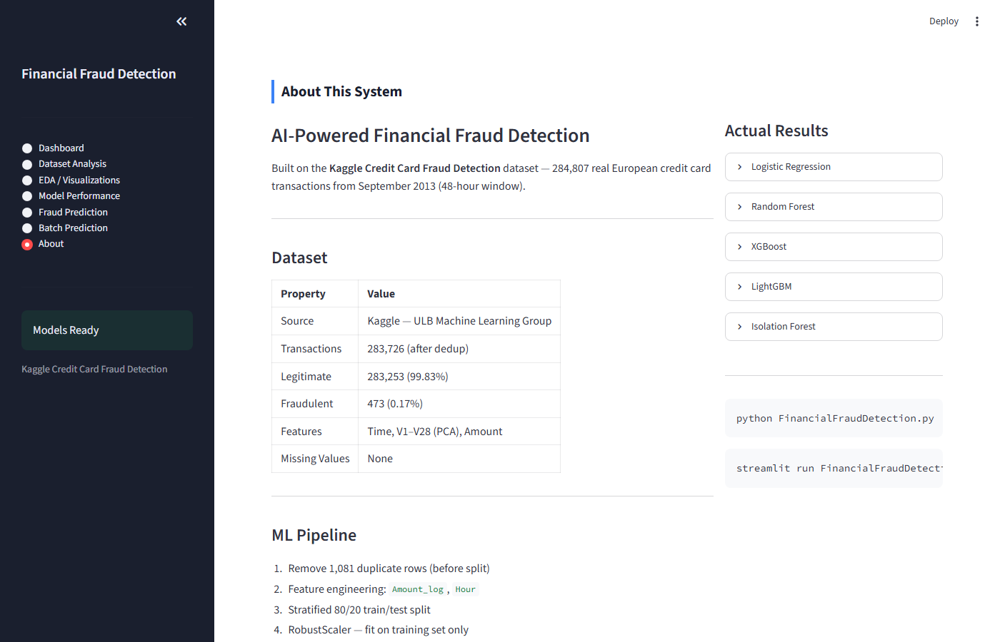 Financial Fraud Detection
Dashboard
Dataset Analysis
EDA / Visualizations
Model Performance
Fraud Prediction
Batch Prediction
About
Models Ready
Kaggle Credit Card Fraud Detection
Deploy
About This System
AI-Powered Financial Fraud Detection
Built on the Kaggle Credit Card Fraud Detection dataset — 284,807 real European credit card
transactions from September 2013 (48-hour window).
Dataset
Property Value
Source Kaggle — ULB Machine Learning Group
Transactions 283,726 (after dedup)
Legitimate 283,253 (99.83%)
Fraudulent 473 (0.17%)
Features Time, V1–V28 (PCA), Amount
Missing Values None
ML Pipeline
1. Remove 1,081 duplicate rows (before split)
2. Feature engineering: Amount_log , Hour
3. Stratified 80/20 train/test split
4. RobustScaler — fit on training set only
Actual Results
Logistic Regression
Random Forest
XGBoost
LightGBM
Isolation Forest
python FinancialFraudDetection.py
streamlit run FinancialFraudDetect